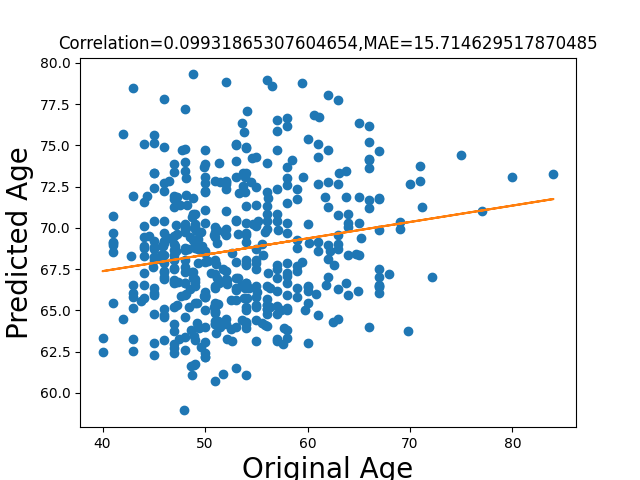 Correlation=0.09931865307604654,MAE=15.714629517870485
80.0
77.5
75.0
72.5
70.0
67.5
65.0
62.5
60.0
Predicted Age
40 50 60 70 80
Original Age